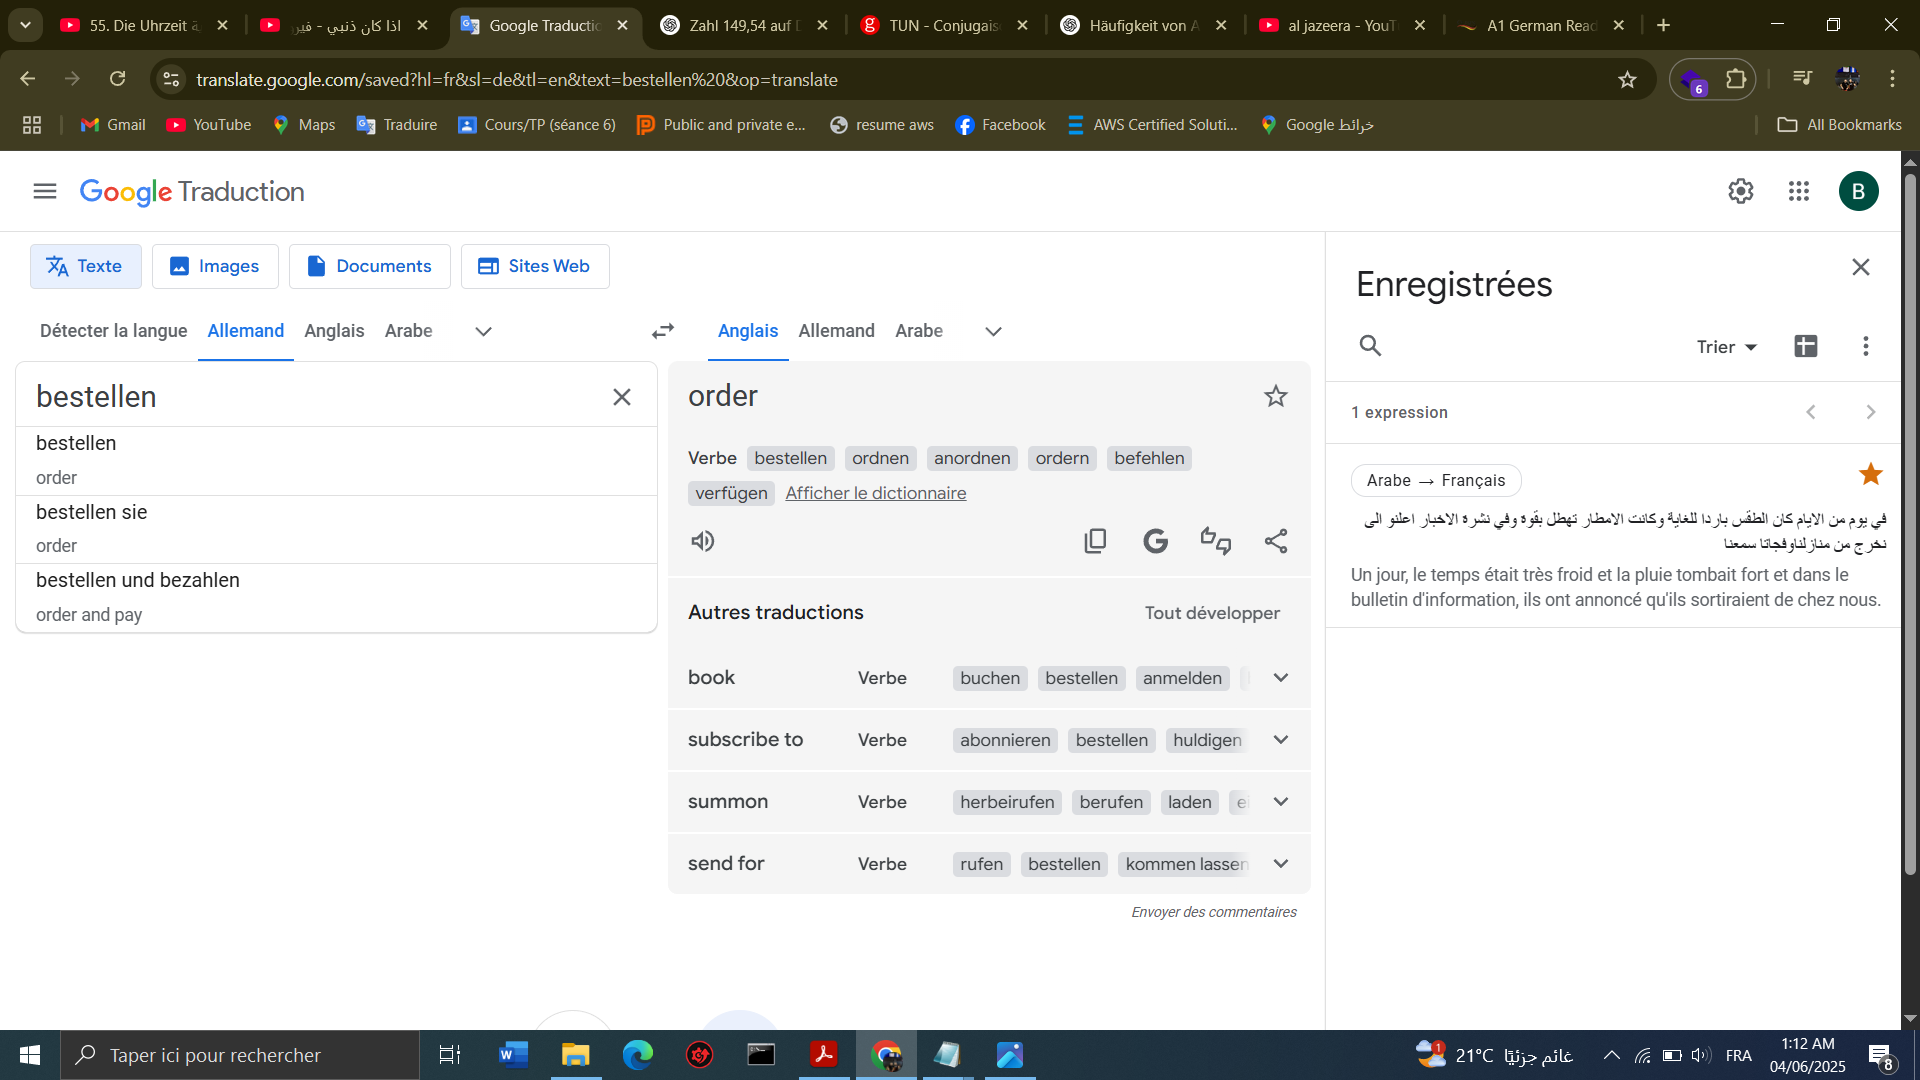 55. Die Uhrzeit
اذا كان ذنبي - فير
Google Traductio
Zahl 149,54 auf D
TUN - Conjugais
Häufigkeit von A
al jazeera - YouT
A1 German Read
translate.google.com/saved?hl=fr&sl=de&tl=en&text=bestellen%20&op=translate
6
Gmail
YouTube
Maps
Traduire
Cours/TP (séance 6)
Public and private e...
resume aws
Facebook
AWS Certified Soluti...
خرائط Google
All Bookmarks
Google Traduction
B
Texte
Images
Documents
Sites Web
Détecter la langue
Allemand
Anglais
Arabe
Anglais
Allemand
Arabe
bestellen
bestellen
order
bestellen sie
order
bestellen und bezahlen
order and pay
order
Verbe bestellen ordnen anordnen ordern befehlen
verfügen Afficher le dictionnaire
Autres traductions
Tout développer
book Verbe buchen bestellen anmelden
subscribe to Verbe abonnieren bestellen huldigen
summon Verbe herbeirufen berufen laden ei
send for Verbe rufen bestellen kommen lassen
Envoyer des commentaires
Enregistrées
Trier
1 expression
Arabe → Français
في يوم من الايام كان الطقس باردا للغاية وكانت الامطار تهطل بقوة وفي نشرة الاخبار اعلنو الى
نخرج من منازلناوفجاتا سمعنا
Un jour, le temps était très froid et la pluie tombait fort et dans le
bulletin d'information, ils ont annoncé qu'ils sortiraient de chez nous.
Taper ici pour rechercher
1
21°C غائم جزئيًا
FRA
1:12 AM
04/06/2025
8